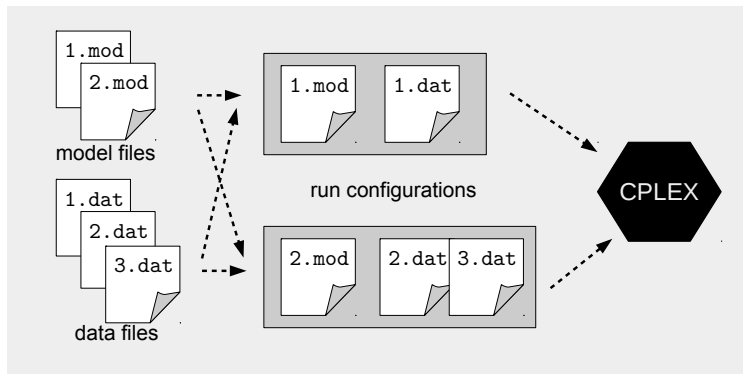 1.mod
2.mod
model files
1.dat
2.dat
3.dat
data files
1.mod 1.dat
run configurations
2.mod 2.dat 3.dat
CPLEX